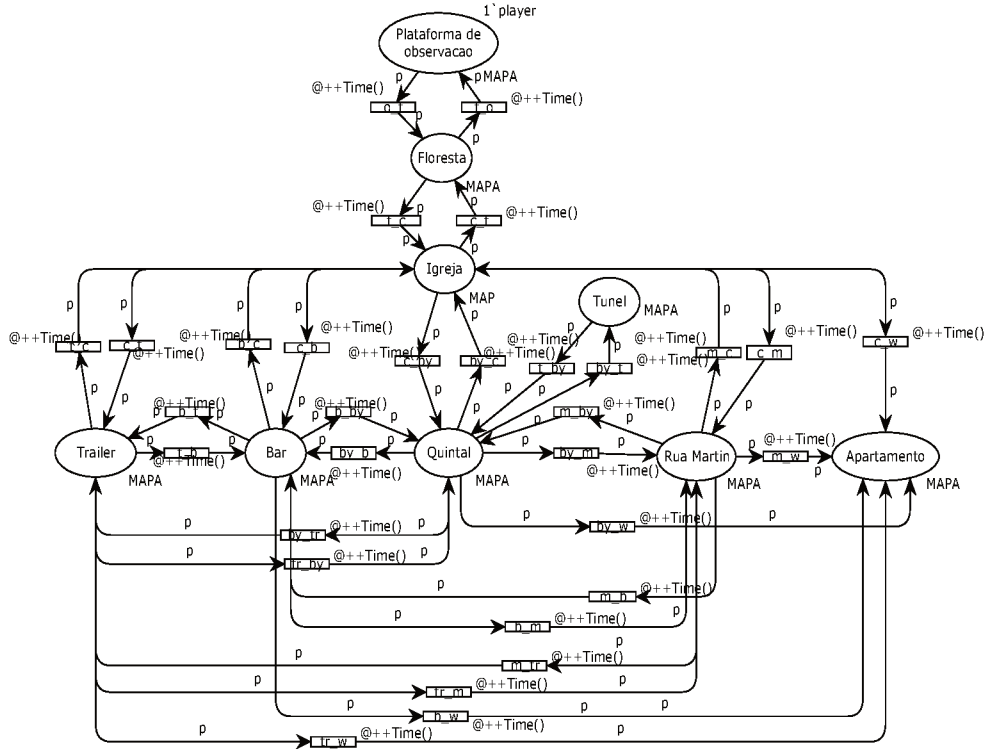 1`player
Plataforma de
observacao
p
p
MAPA
@++Time()
@++Time()
p
p
Floresta
MAPA
p
p
@++Time()
t_c
c_t
@++Time()
p
p
Igreja
MAP
p
p
p
p
p
p
p
p
p
Tunel
MAPA
p
p
@++Time()
@++Time()
@++Time()
c_b
@++Time()
@++Time()
c_by
by_c
@++Time()
@++Time()
t_by
by_t
@++Time()
@++Time()
m_c
c_m
@++Time()
c_w
@++Time()
b_c
@++Time()
p
p
p
p
p
p
p
p
p
p
p
@++Time()
p
p
p
p
b_by
@++Time()
m_by
@++Time()
p
p
Trailer
p
t_b
p
Bar
p
by_b
p
Quintal
p
by_m
p
Rua Martin
p
m_w
@++Time()
p
Apartamento
@++Time()
@++Time()
MAPA
MAPA
MAPA
MAPA
MAPA
p
by_tr
@++Time()
p
p
by_w
@++Time()
p
p
tr_by
@++Time()
p
p
m_b
@++Time()
p
p
b_m
@++Time()
p
m_tr
@++Time()
p
p
tr_m
@++Time()
p
p
b_w
@++Time()
p
p
tr_w
@++Time()
p